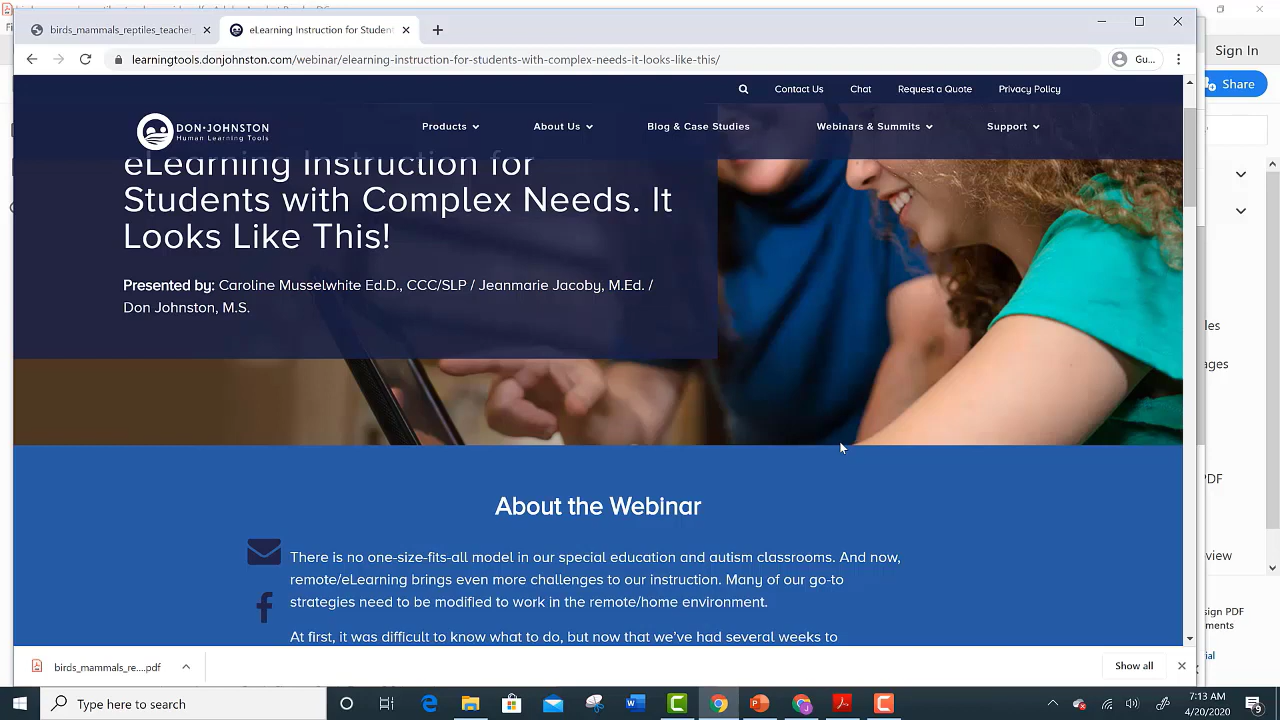 birds_mammals_reptiles_teacher
eLearning Instruction for Student
Sign In
learningtools.donjohnston.com/webinar/elearning-instruction-for-students-with-complex-needs-it-looks-like-this/
Gu...
Share
Contact Us
Chat
Request a Quote
Privacy Policy
DON JOHNSTON
Human Learning Tools
Products
About Us
Blog & Case Studies
Webinars & Summits
Support
eLearning Instruction for
Students with Complex Needs. It
Looks Like This!
Presented by: Caroline Musselwhite Ed.D., CCC/SLP / Jeanmarie Jacoby, M.Ed. /
Don Johnston, M.S.
About the Webinar
There is no one-size-fits-all model in our special education and autism classrooms. And now,
remote/eLearning brings even more challenges to our instruction. Many of our go-to
strategies need to be modified to work in the remote/home environment.
At first, it was difficult to know what to do, but now that we've had several weeks to
birds_mammals_re....pdf
Show all
Type here to search
7:13 AM
4/20/2020